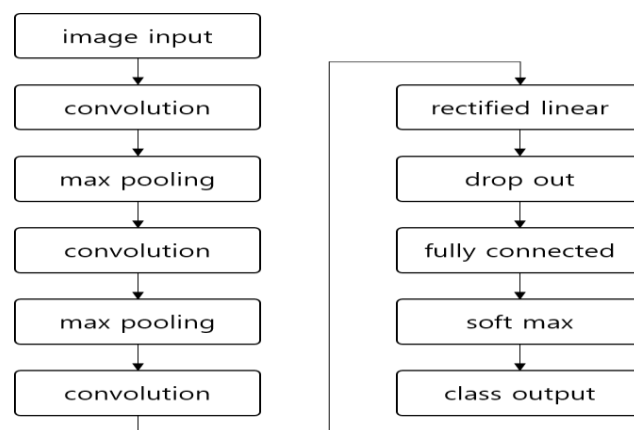 image input
convolution
max pooling
convolution
max pooling
convolution
rectified linear
drop out
fully connected
soft max
class output